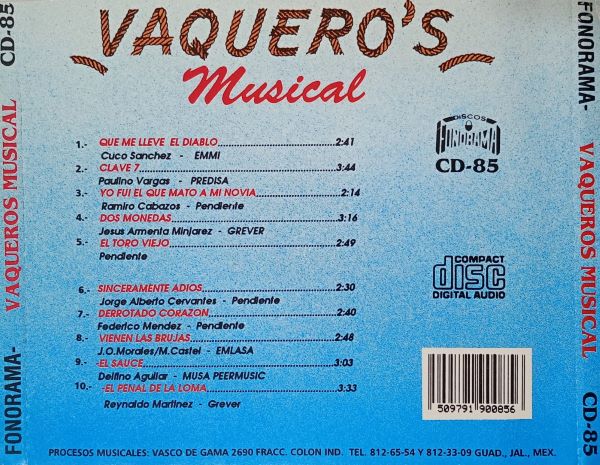 VAQUERO'S
Musical
1.- QUE ME LLEVE EL DIABLO...........2:41
Cuco Sanchez - EMMI
2.- CLAVE 7...........3:44
Paulino Vargas - PREDISA
3.- YO FUI EL QUE MATO A MI NOVIA...........2:14
Ramiro Cabazos - Pendiente
4.- DOS MONEDAS...........3:16
Jesus Armenta Minjarez - GREVER
5.- EL TORO VIEJO...........2:49
Pendiente
6.- SINCERAMENTE ADIOS...........2:30
Jorge Alberto Cervantes - Pendiente
7.- DERROTADO CORAZON...........2:40
Federico Mendez - Pendiente
8.- VIENEN LAS BRUJAS...........2:48
J.O.Morales/M.Castel - EMLASA
9.- -EL SAUCE...........3:03
Delfino Aguilar - MUSA PEERMUSIC
10.- -EL PENAL DE LA LOMA...........3:33
Reynaldo Martinez - Grever
DISCOS
FONORAMA
CD-85
COMPACT
disc
DIGITAL AUDIO
509791 900856
PROCESOS MUSICALES: VASCO DE GAMA 2690 FRACC. COLON IND. TEL. 812-65-54 Y 812-33-09 GUAD., JAL., MEX.
FONORAMA- VAQUEROS MUSICAL CD-85
FONORAMA- VAQUEROS MUSICAL CD-85